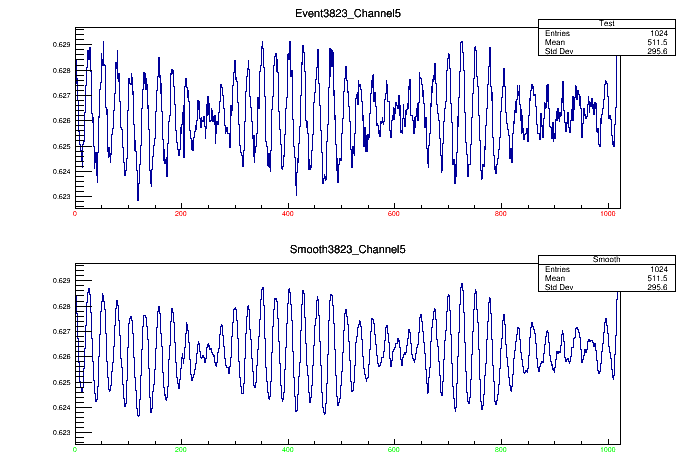 Event3823_Channel5
Test
Entries 1024
Mean 511.5
Std Dev 295.6
0.629
0.628
0.627
0.626
0.625
0.624
0.623
0 200 400 600 800 1000
Smooth3823_Channel5
Smooth
Entries 1024
Mean 511.5
Std Dev 295.6
0.629
0.628
0.627
0.626
0.625
0.624
0.623
0 200 400 600 800 1000